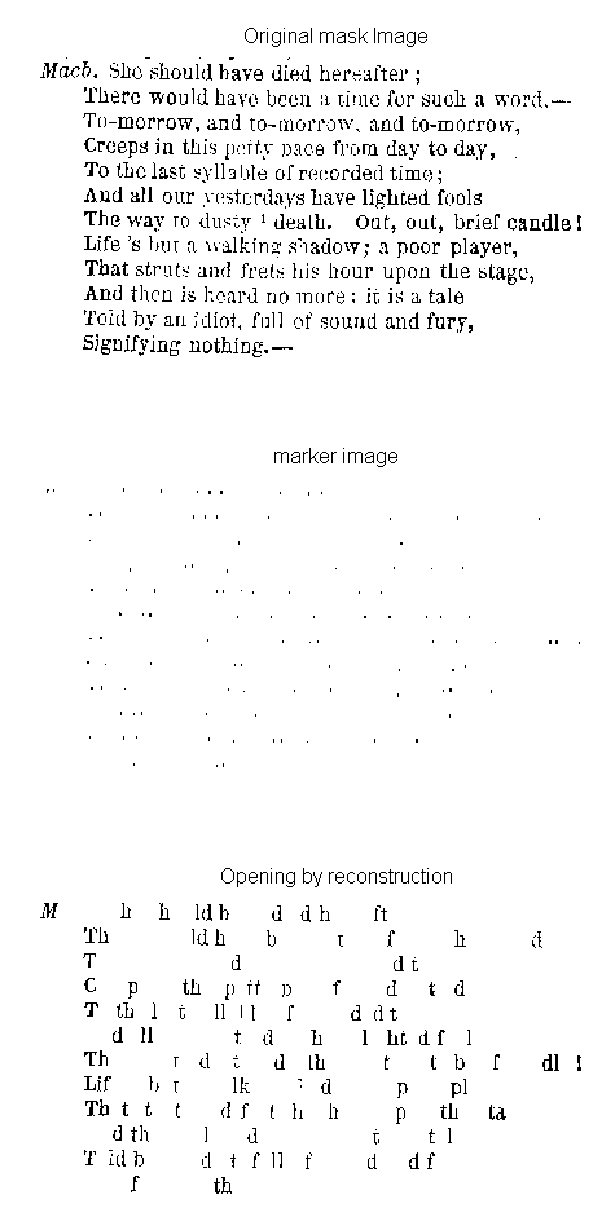 Original mask Image
Mach. She should have died hereafter ;
There would have been a time for such a word.—
To-morrow, and to-morrow, and to-morrow,
Creeps in this petty pace from day to day,
To the last syllable of recorded time ;
And all our yesterdays have lighted fools
The way to dusty ¹ death. Out, out, brief candle!
Life 's but a walking shadow; a poor player,
That struts and frets his hour upon the stage,
And then is heard no more : it is a tale
Told by an idiot, full of sound and fury,
Signifying nothing.—
marker image
Opening by reconstruction
M h h ld b d d h ft
Th ld h b t f h d
T d d t
C p th p tt p f d t d
T th l t ll l l f d d t
d ll t d h l ht d f l
Th t d t d th t t b f dl !
Lif b t lk d p pl
Th t t t d f t h h p th ta
d th l d t t l
T ld b d t f ll f d d f
f th